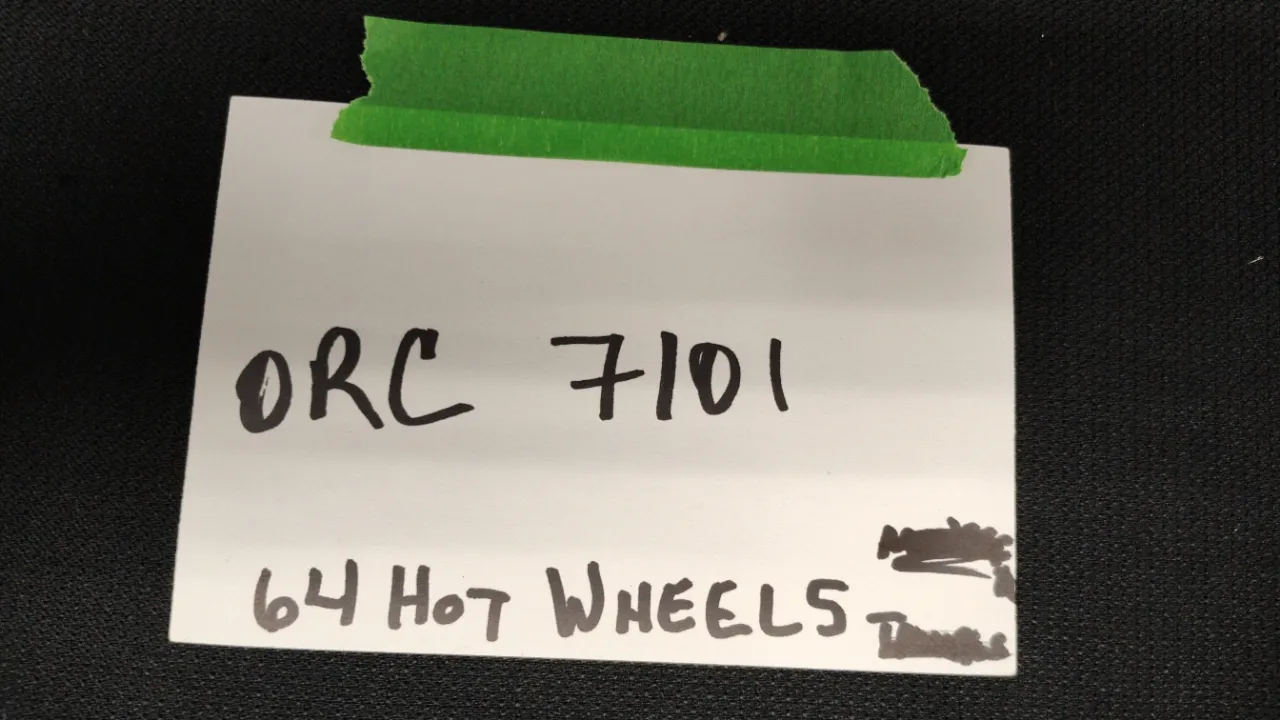 ORC 7101
64 HOT WHEELS